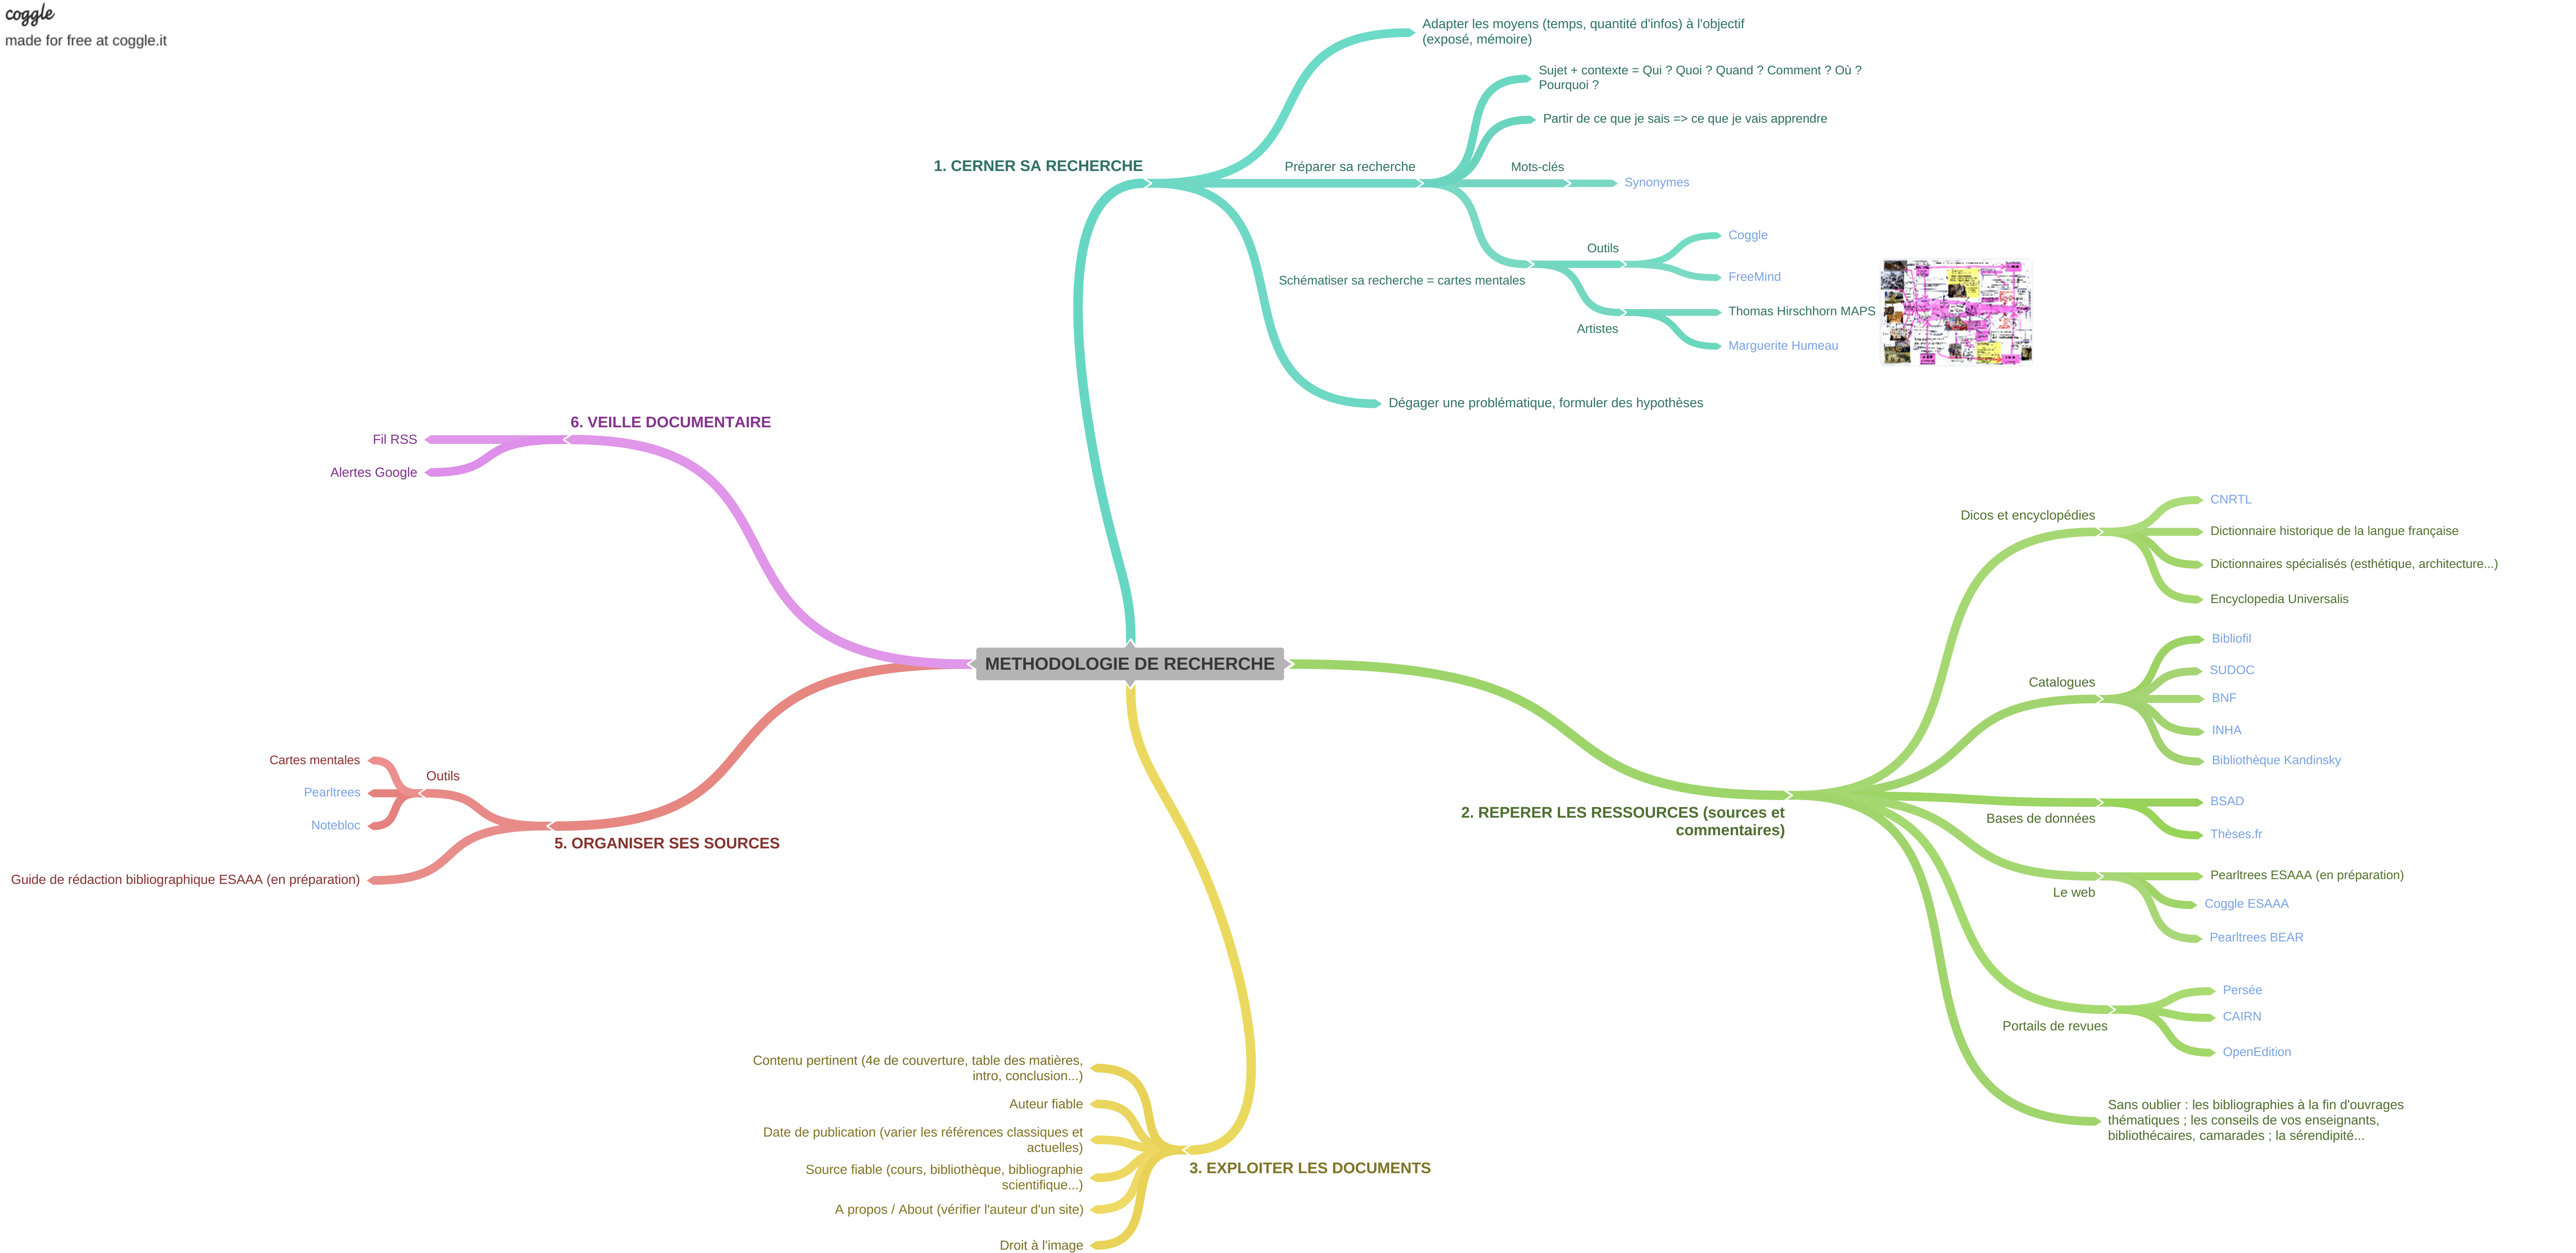 coggle
made for free at coggle.it
Adapter les moyens (temps, quantité d'infos) à l'objectif
(exposé, mémoire)
Sujet + contexte = Qui ? Quoi ? Quand ? Comment ? Où ?
Pourquoi ?
Partir de ce que je sais => ce que je vais apprendre
1. CERNER SA RECHERCHE
Préparer sa recherche
Mots-clés
Synonymes
Coggle
Outils
FreeMind
Schématiser sa recherche = cartes mentales
Thomas Hirschhorn MAPS
Artistes
Marguerite Humeau
Dégager une problématique, formuler des hypothèses
6. VEILLE DOCUMENTAIRE
Fil RSS
Alertes Google
METHODOLOGIE DE RECHERCHE
Dicos et encyclopédies
CNRTL
Dictionnaire historique de la langue française
Dictionnaires spécialisés (esthétique, architecture...)
Encyclopedia Universalis
Catalogues
Bibliofil
SUDOC
BNF
INHA
Bibliothèque Kandinsky
2. REPERER LES RESSOURCES (sources et
commentaires)
Bases de données
BSAD
Thèses.fr
Le web
Pearltrees ESAAA (en préparation)
Coggle ESAAA
Pearltrees BEAR
Portails de revues
Persée
CAIRN
OpenEdition
Sans oublier : les bibliographies à la fin d'ouvrages
thématiques ; les conseils de vos enseignants,
bibliothécaires, camarades ; la sérendipité...
Cartes mentales
Outils
Pearltrees
Notebloc
5. ORGANISER SES SOURCES
Guide de rédaction bibliographique ESAAA (en préparation)
Contenu pertinent (4e de couverture, table des matières,
intro, conclusion...)
Auteur fiable
Date de publication (varier les références classiques et
actuelles)
Source fiable (cours, bibliothèque, bibliographie
scientifique...)
3. EXPLOITER LES DOCUMENTS
A propos / About (vérifier l'auteur d'un site)
Droit à l'image